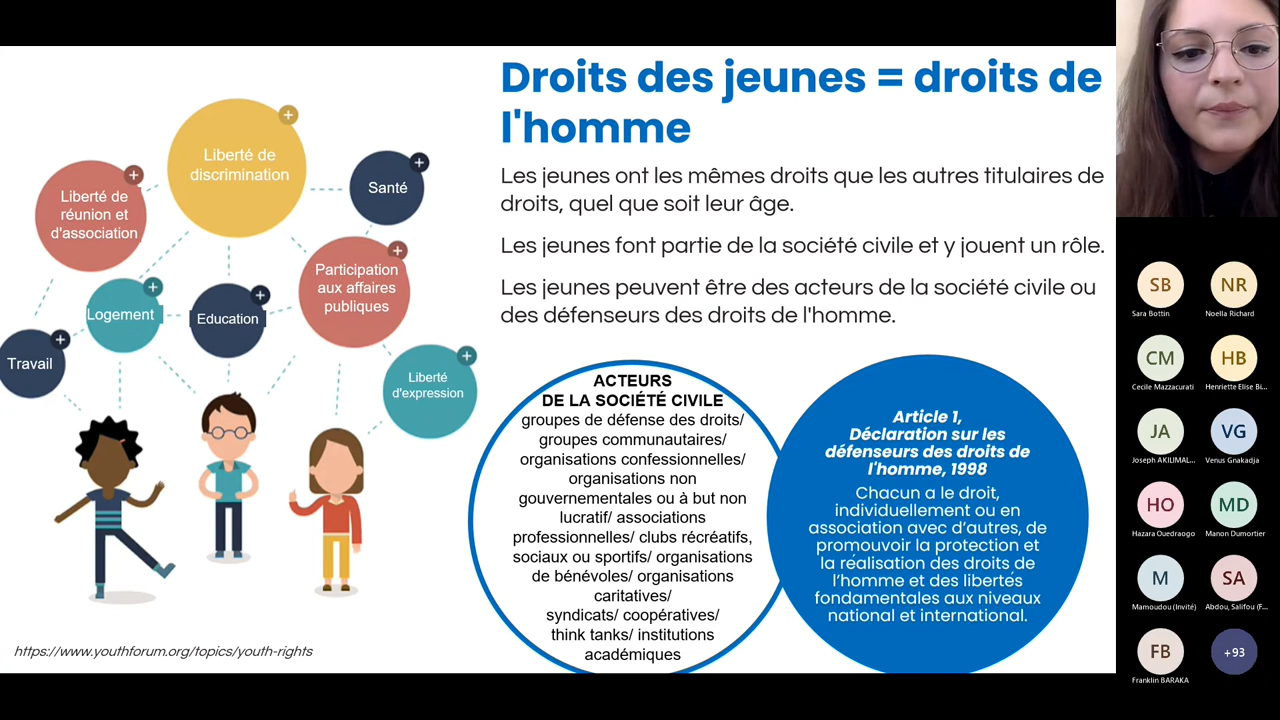 Droits des jeunes = droits de
l'homme
Les jeunes ont les mêmes droits que les autres titulaires de
droits, quel que soit leur âge.
Les jeunes font partie de la société civile et y jouent un rôle.
Les jeunes peuvent être des acteurs de la société civile ou
des défenseurs des droits de l'homme.
Liberté de
discrimination
Santé
Liberté de
réunion et
d'association
Participation
aux affaires
publiques
Logement
Education
Travail
Liberté
d'expression
ACTEURS
DE LA SOCIÉTÉ CIVILE
groupes de défense des droits/
groupes communautaires/
organisations confessionnelles/
organisations non
gouvernementales ou à but non
lucratif/ associations
professionnelles/ clubs récréatifs,
sociaux ou sportifs/ organisations
de bénévoles/ organisations
caritatives/
syndicats/ coopératives/
think tanks/ institutions
académiques
Article 1,
Déclaration sur les
défenseurs des droits de
l'homme, 1998
Chacun a le droit,
individuellement ou en
association avec d'autres, de
promouvoir la protection et
la réalisation des droits de
l'homme et des libertés
fondamentales aux niveaux
national et international.
https://www.youthforum.org/topics/youth-rights
SB
Sara Bottin
NR
Noella Richard
CM
Cecile Mazzacurati
HB
Henriette Elise Bi...
JA
Joseph AKILIMAL...
VG
Venus Gnakadja
HO
Hazara Ouedraogo
MD
Manon Dumortier
M
Mamoudou (Invité)
SA
Abdou, Salifou (F...
FB
Franklin BARAKA
+93